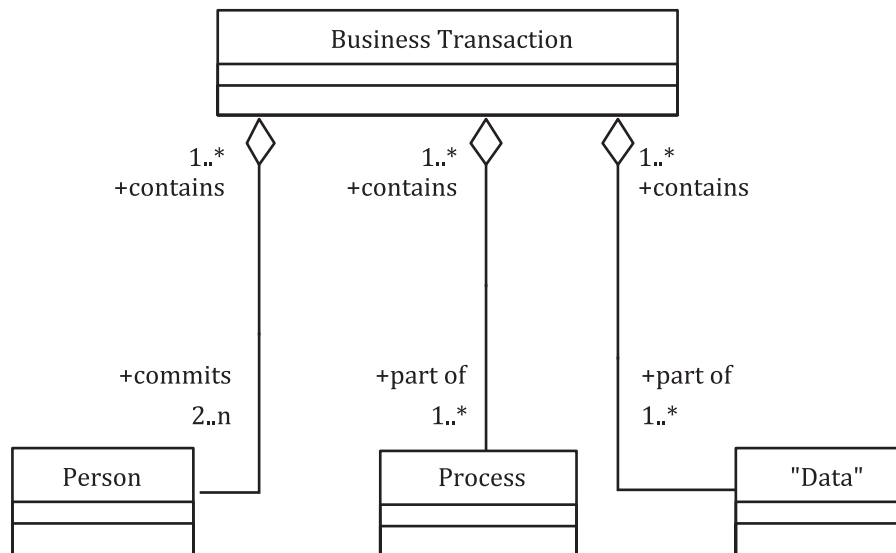 Business Transaction
1..*
+contains
1..*
+contains
1..*
+contains
+commits
2..n
+part of
1..*
+part of
1..*
Person
Process
"Data"